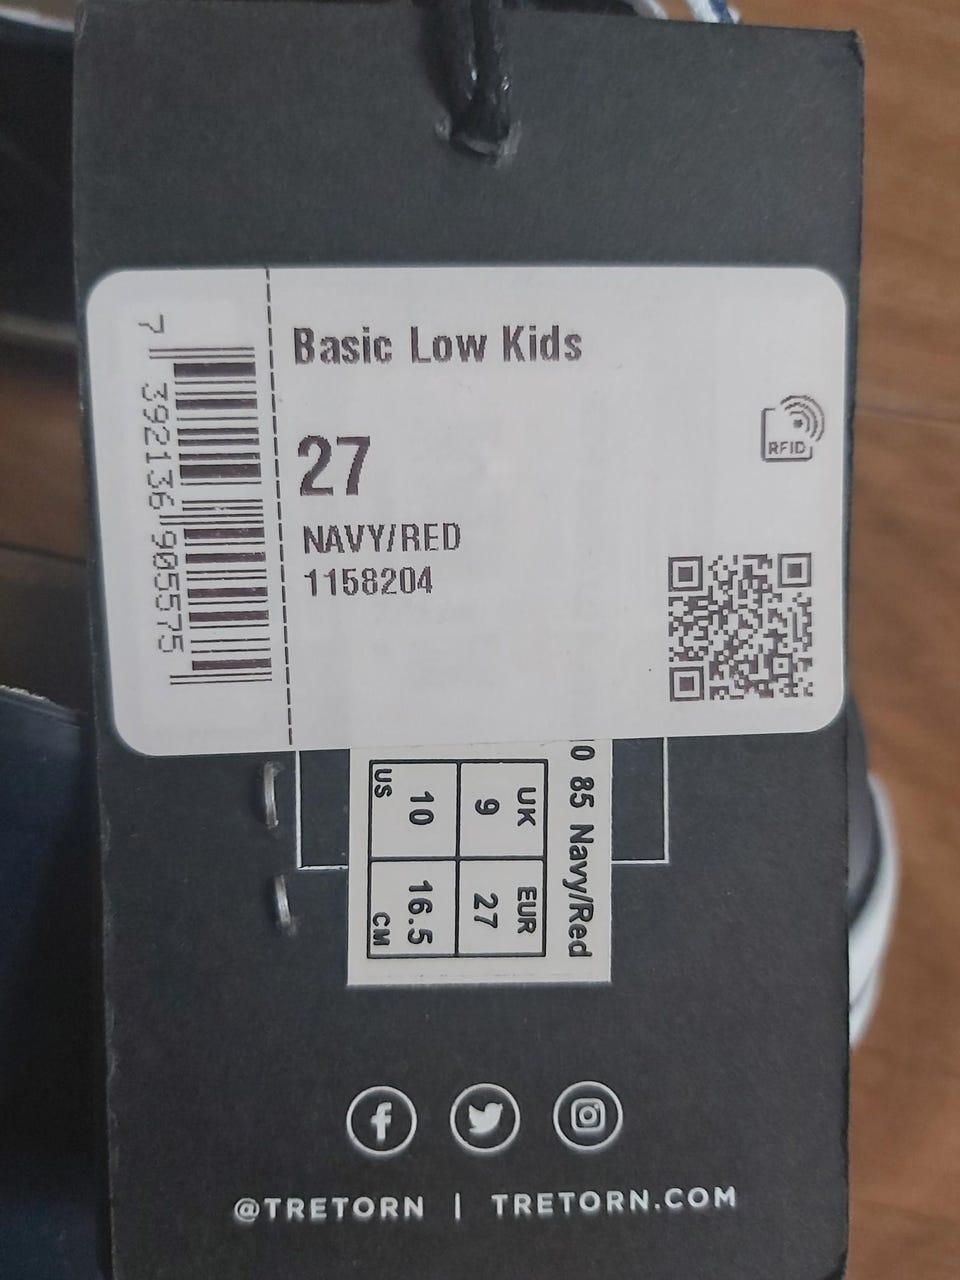 Basic Low Kids
27
NAVY/RED
1158204
RFID
7 392136 905575
85 Navy/Red
UK EUR
9 27
10 16.5
US CM
@TRETORN | TRETORN.COM